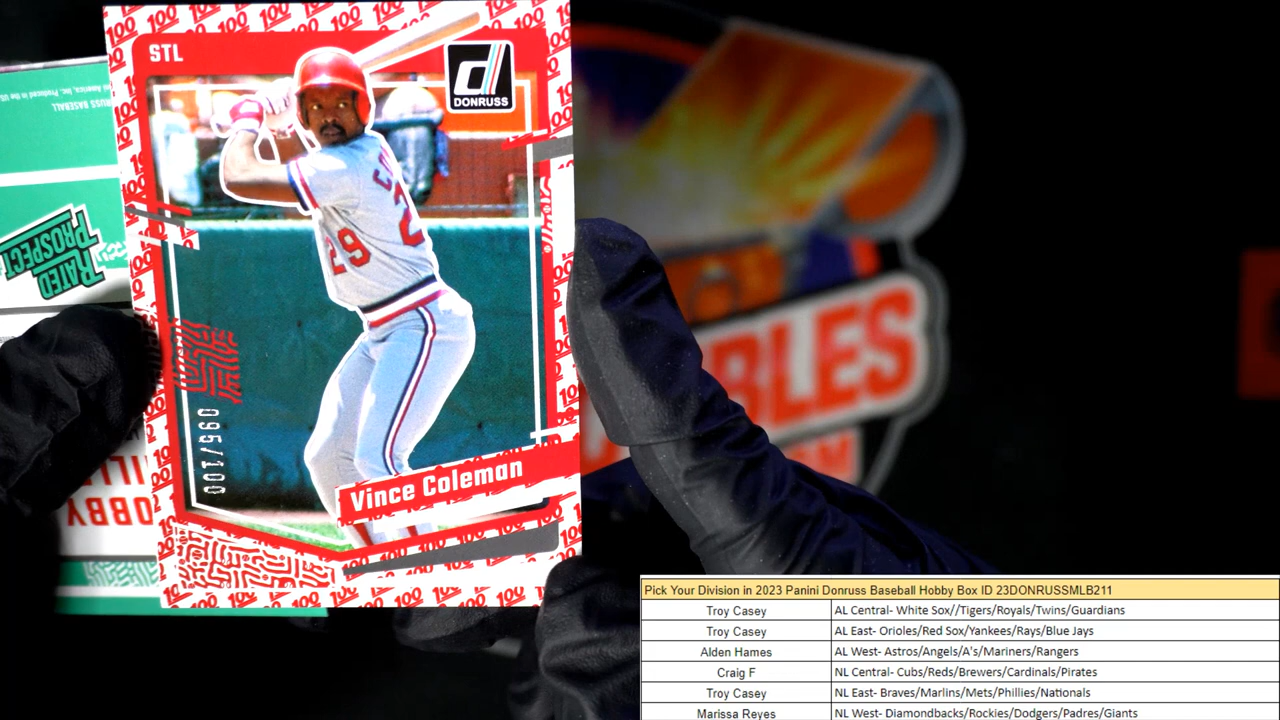 STL
DONRUSS
29
Vince Coleman
095/100
RATED
PROSPECT
BLES
Pick Your Division in 2023 Panini Donruss Baseball Hobby Box ID 23DONRUSSMLB211
Troy Casey AL Central- White Sox//Tigers/Royals/Twins/Guardians
Troy Casey AL East- Orioles/Red Sox/Yankees/Rays/Blue Jays
Alden Hames AL West- Astros/Angels/A's/Mariners/Rangers
Craig F NL Central- Cubs/Reds/Brewers/Cardinals/Pirates
Troy Casey NL East- Braves/Marlins/Mets/Phillies/Nationals
Marissa Reyes NL West- Diamondbacks/Rockies/Dodgers/Padres/Giants